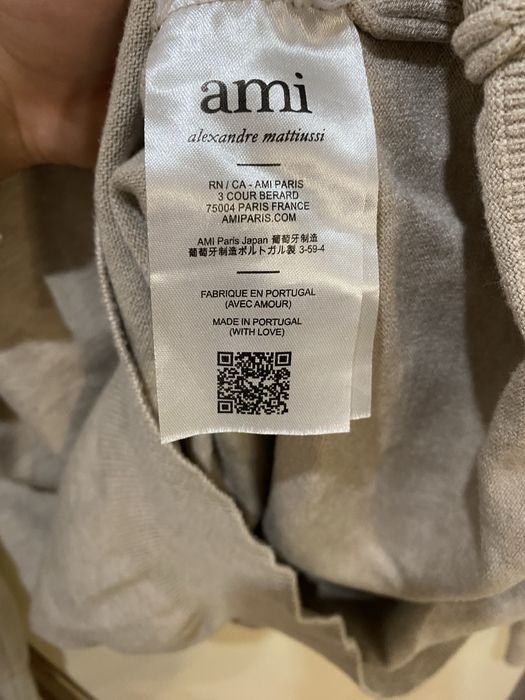 ami
alexandre mattiussi
RN / CA - AMI PARIS
3 COUR BERARD
75004 PARIS FRANCE
AMIPARIS.COM
AMI Paris Japan 葡萄牙制造
葡萄牙製造ポルトガル製 3-59-4
FABRIQUE EN PORTUGAL
(AVEC AMOUR)
MADE IN PORTUGAL
(WITH LOVE)